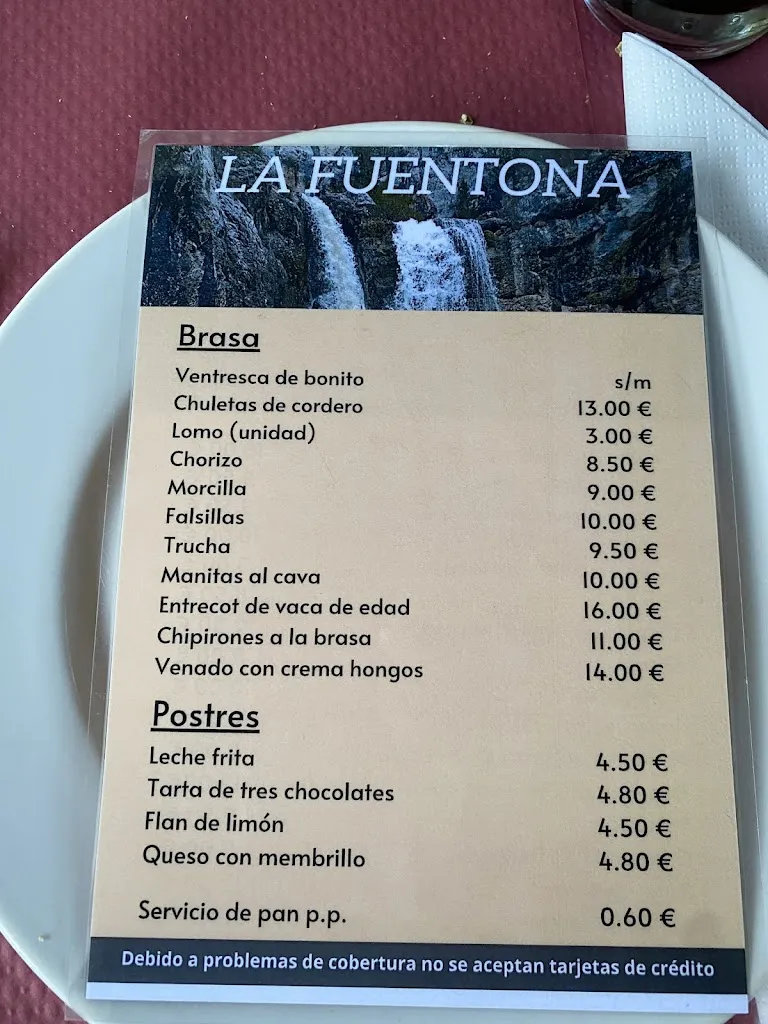 LA FUENTONA
Brasa
Ventresca de bonito s/m
Chuletas de cordero 13.00 €
Lomo (unidad) 3.00 €
Chorizo 8.50 €
Morcilla 9.00 €
Falsillas 10.00 €
Trucha 9.50 €
Manitas al cava 10.00 €
Entrecot de vaca de edad 16.00 €
Chipirones a la brasa 11.00 €
Venado con crema hongos 14.00 €
Postres
Leche frita 4.50 €
Tarta de tres chocolates 4.80 €
Flan de limón 4.50 €
Queso con membrillo 4.80 €
Servicio de pan p.p. 0.60 €
Debido a problemas de cobertura no se aceptan tarjetas de crédito